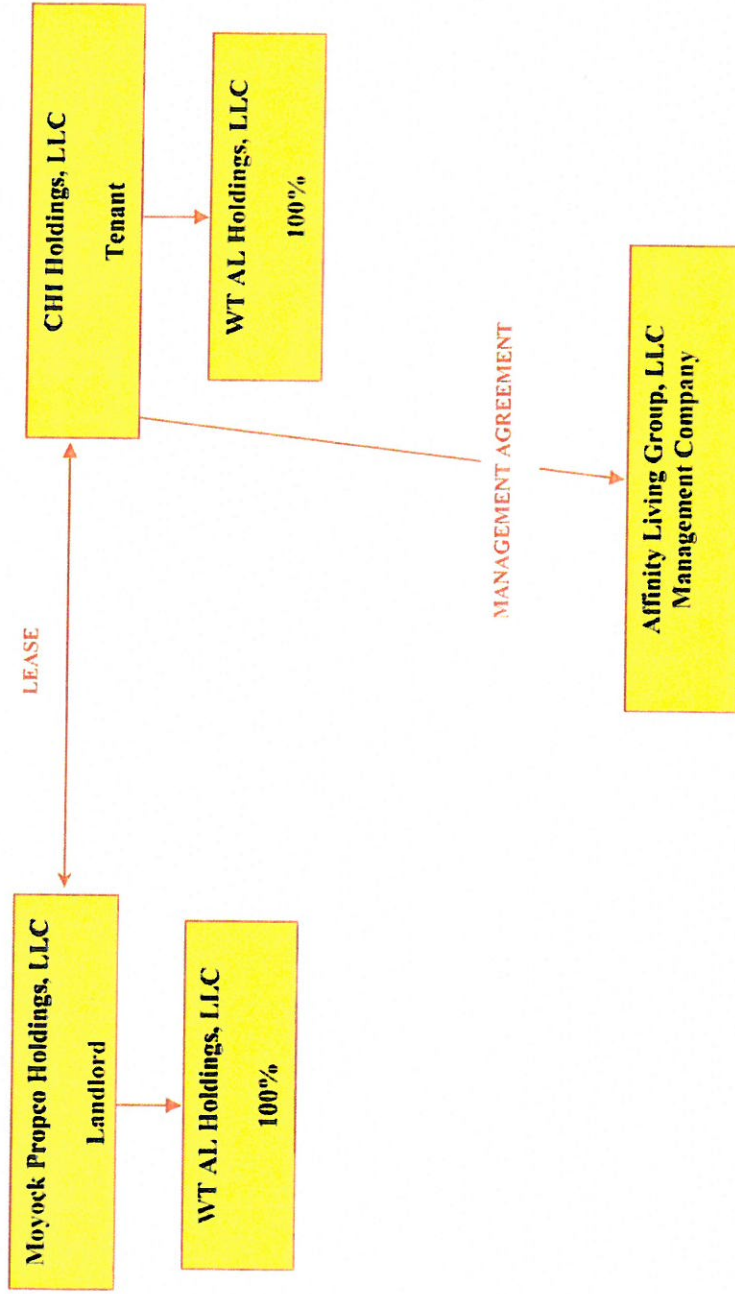 LEASE
Moyock Propco Holdings, LLC
Landlord
CHI Holdings, LLC
Tenant
WT AL Holdings, LLC
100%
WT AL Holdings, LLC
100%
MANAGEMENT AGREEMENT
Affinity Living Group, LLC
Management Company